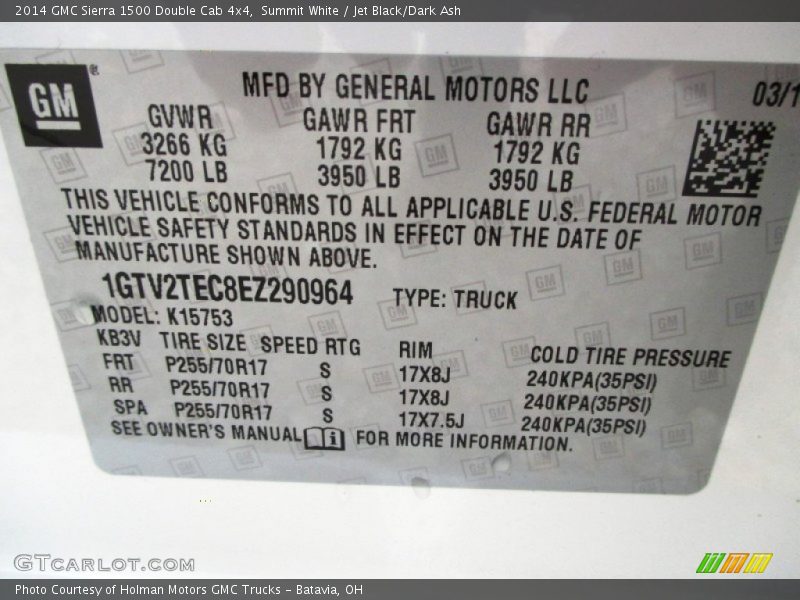 2014 GMC Sierra 1500 Double Cab 4x4,  Summit White / Jet Black/Dark Ash
GM
MFD BY GENERAL MOTORS LLC 03/1
GVWR GAWR FRT GAWR RR
3266 KG 1792 KG 1792 KG
7200 LB 3950 LB 3950 LB
THIS VEHICLE CONFORMS TO ALL APPLICABLE U.S. FEDERAL MOTOR
VEHICLE SAFETY STANDARDS IN EFFECT ON THE DATE OF
MANUFACTURE SHOWN ABOVE.
1GTV2TEC8EZ290964 TYPE: TRUCK
MODEL: K15753
KB3V TIRE SIZE SPEED RTG RIM COLD TIRE PRESSURE
FRT P255/70R17 S 17X8J 240KPA(35PSI)
RR P255/70R17 S 17X8J 240KPA(35PSI)
SPA P255/70R17 S 17X7.5J 240KPA(35PSI)
SEE OWNER'S MANUAL FOR MORE INFORMATION.
GTCARLOT.COM
Photo Courtesy of Holman Motors GMC Trucks - Batavia, OH